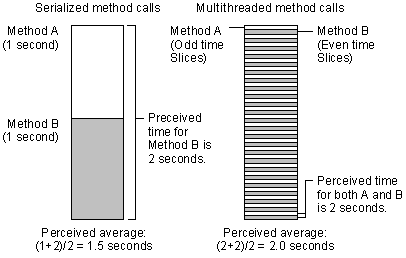 Serialized method calls
Method A
(1 second)
Method B
(1 second)
Preceived
time for
Method B is
2 seconds.
Perceived average:
(1+2)/2 = 1.5 seconds
Multithreaded method calls
Method A
(Odd time
Slices)
Method B
(Even time
Slices)
Perceived time
for both A and B
is 2 seconds.
Perceived average:
(2+2)/2 = 2.0 seconds